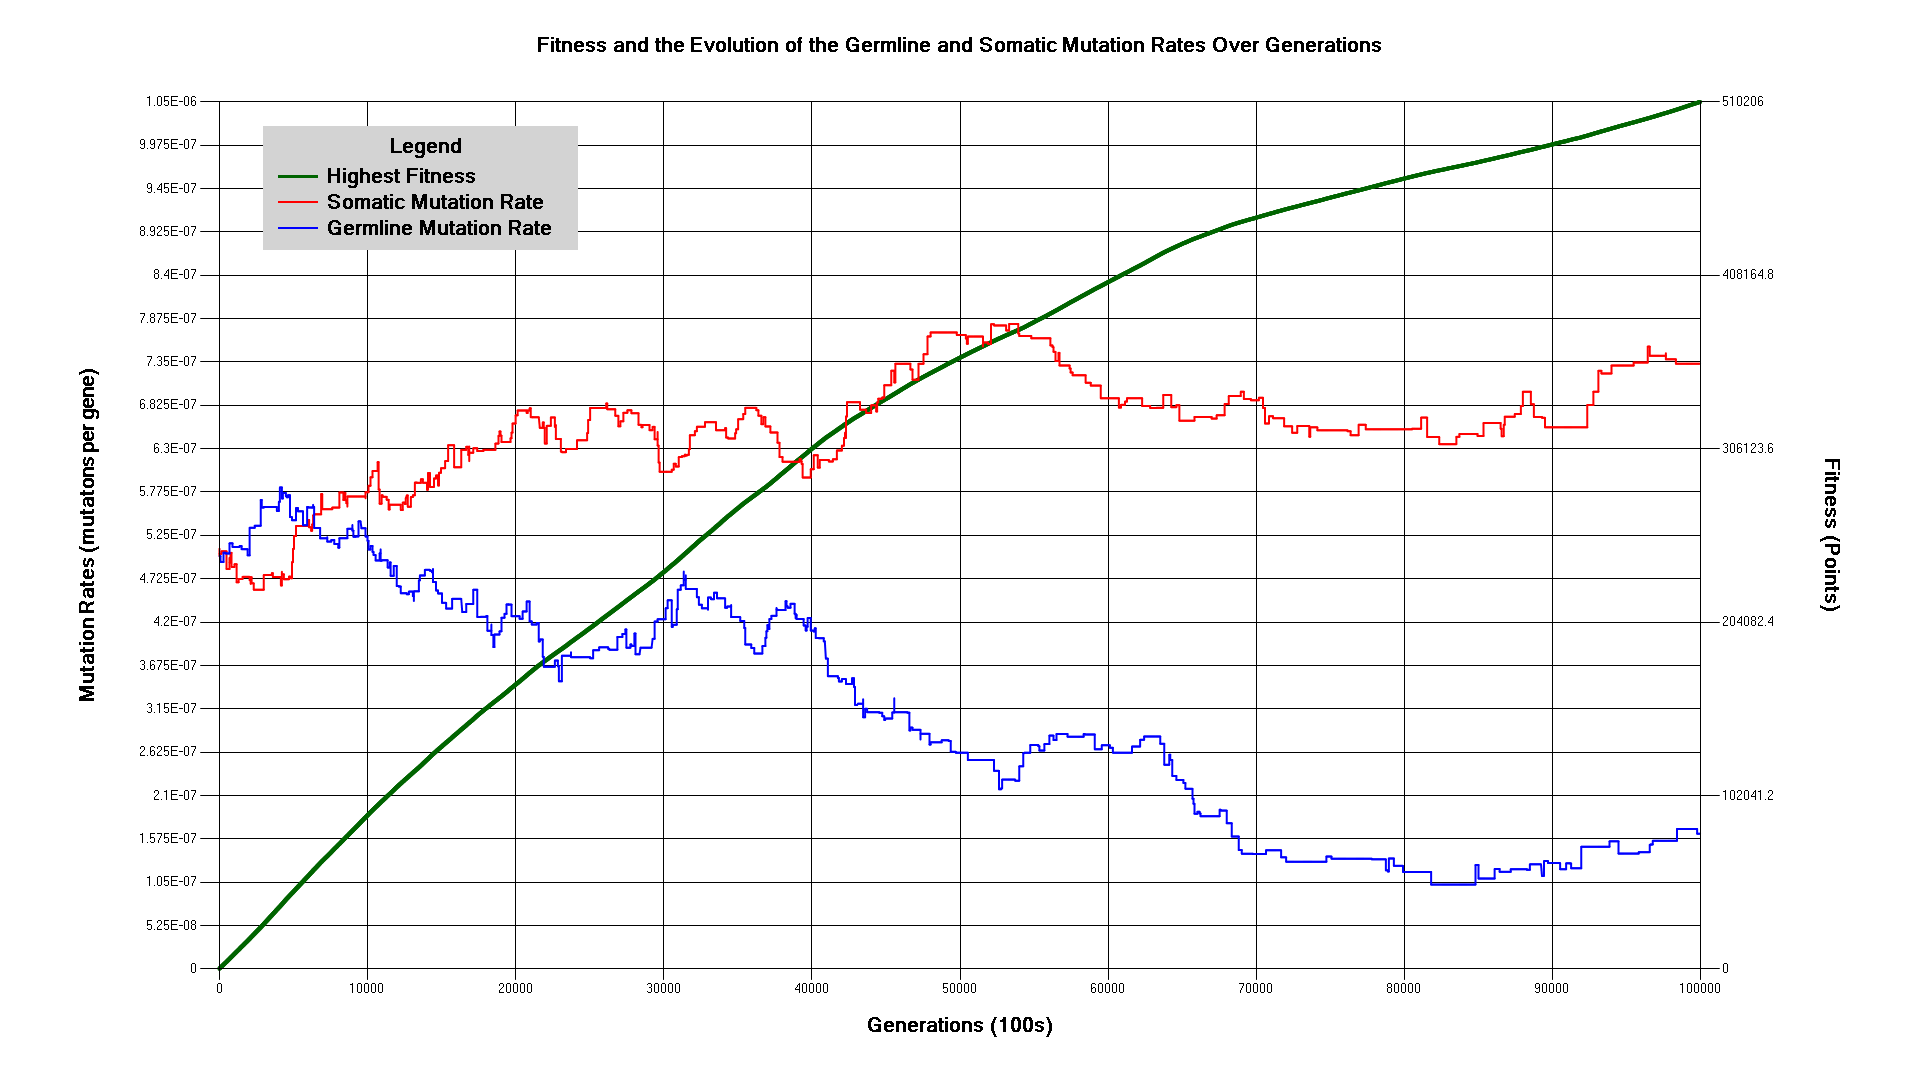 Fitness and the Evolution of the Germline and Somatic Mutation Rates Over Generations
Legend
Highest Fitness
Somatic Mutation Rate
Germline Mutation Rate
Mutation Rates (mutatons per gene)
1.05E-06
9.975E-07
9.45E-07
8.925E-07
8.4E-07
7.875E-07
7.35E-07
6.825E-07
6.3E-07
5.775E-07
5.25E-07
4.725E-07
4.2E-07
3.675E-07
3.15E-07
2.625E-07
2.1E-07
1.575E-07
1.05E-07
5.25E-08
0
510206
408164.8
306123.6
204082.4
102041.2
0
Fitness (Points)
0 10000 20000 30000 40000 50000 60000 70000 80000 90000 100000
Generations (100s)